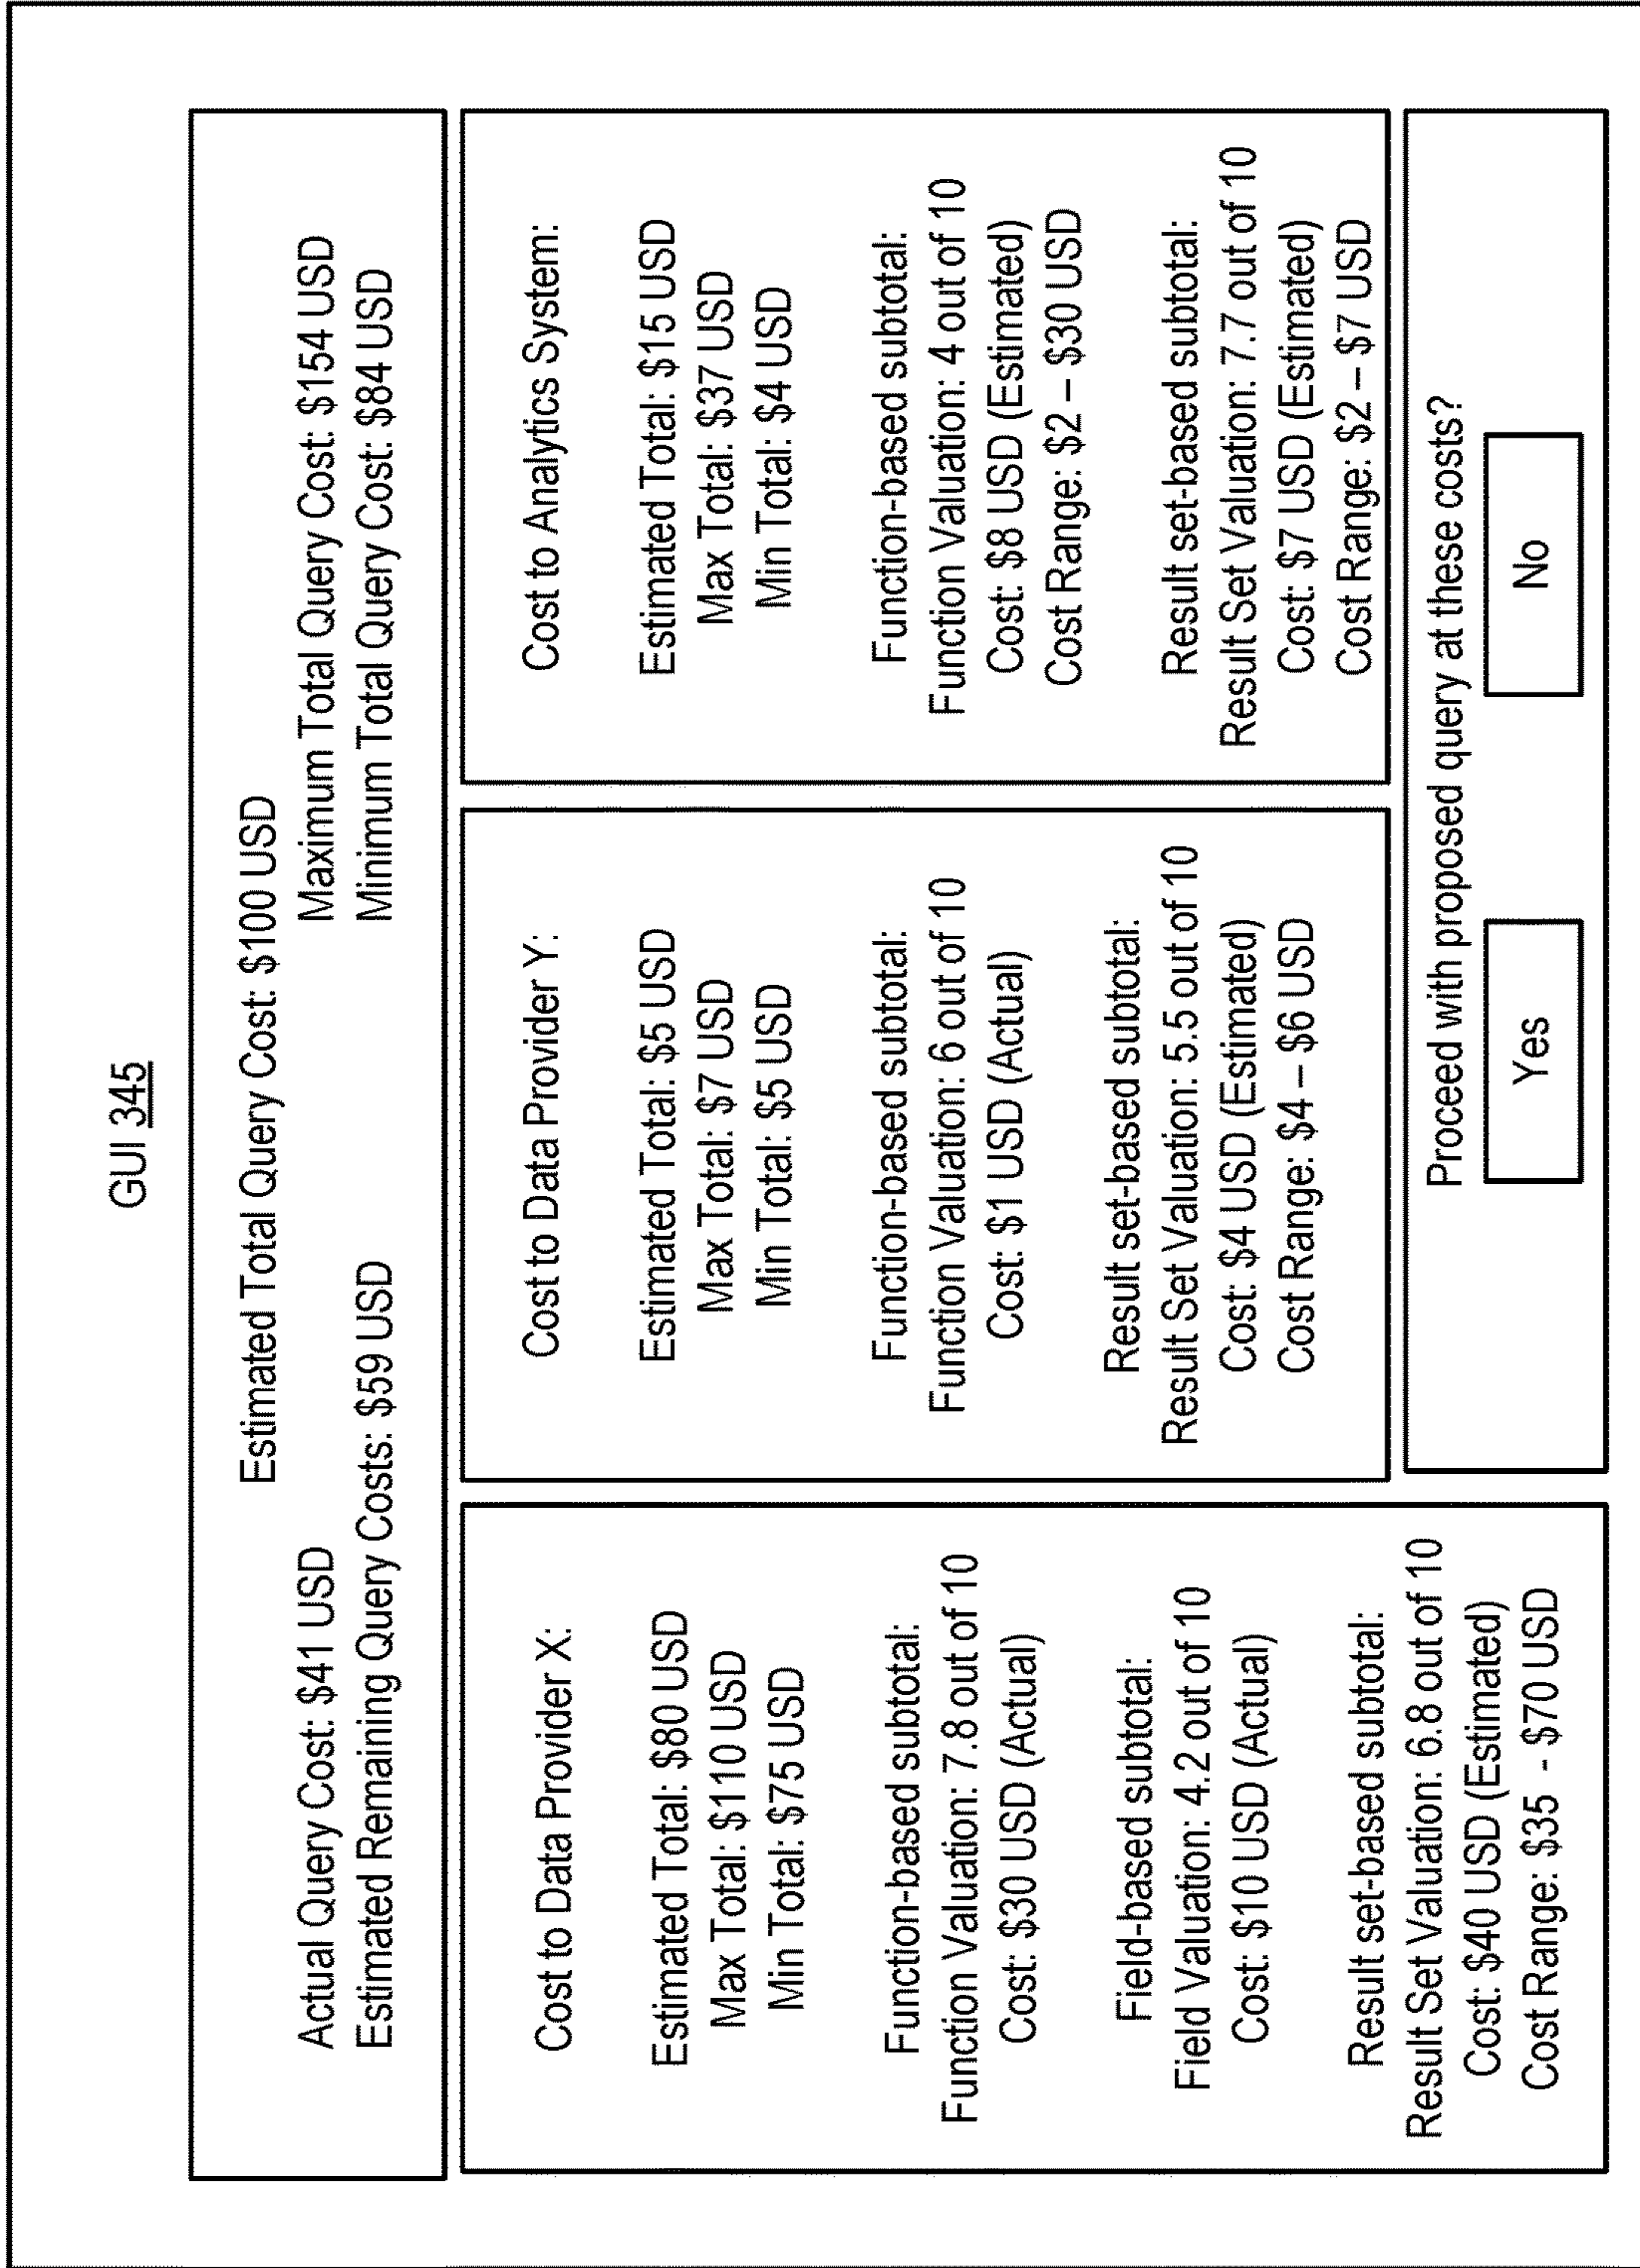 GUI 345
Estimated Total Query Cost: $100 USD
Actual Query Cost: $41 USD
Estimated Remaining Query Costs: $59 USD
Maximum Total Query Cost: $154 USD
Minimum Total Query Cost: $84 USD
Cost to Data Provider X:
Estimated Total: $80 USD
Max Total: $110 USD
Min Total: $75 USD
Function-based subtotal:
Function Valuation: 7.8 out of 10
Cost: $30 USD (Actual)
Field-based subtotal:
Field Valuation: 4.2 out of 10
Cost: $10 USD (Actual)
Result set-based subtotal:
Result Set Valuation: 6.8 out of 10
Cost: $40 USD (Estimated)
Cost Range: $35 - $70 USD
Cost to Data Provider Y:
Estimated Total: $5 USD
Max Total: $7 USD
Min Total: $5 USD
Function-based subtotal:
Function Valuation: 6 out of 10
Cost: $1 USD (Actual)
Result set-based subtotal:
Result Set Valuation: 5.5 out of 10
Cost: $4 USD (Estimated)
Cost Range: $4 – $6 USD
Cost to Analytics System:
Estimated Total: $15 USD
Max Total: $37 USD
Min Total: $4 USD
Function-based subtotal:
Function Valuation: 4 out of 10
Cost: $8 USD (Estimated)
Cost Range: $2 – $30 USD
Result set-based subtotal:
Result Set Valuation: 7.7 out of 10
Cost: $7 USD (Estimated)
Cost Range: $2 – $7 USD
Proceed with proposed query at these costs?
Yes
No